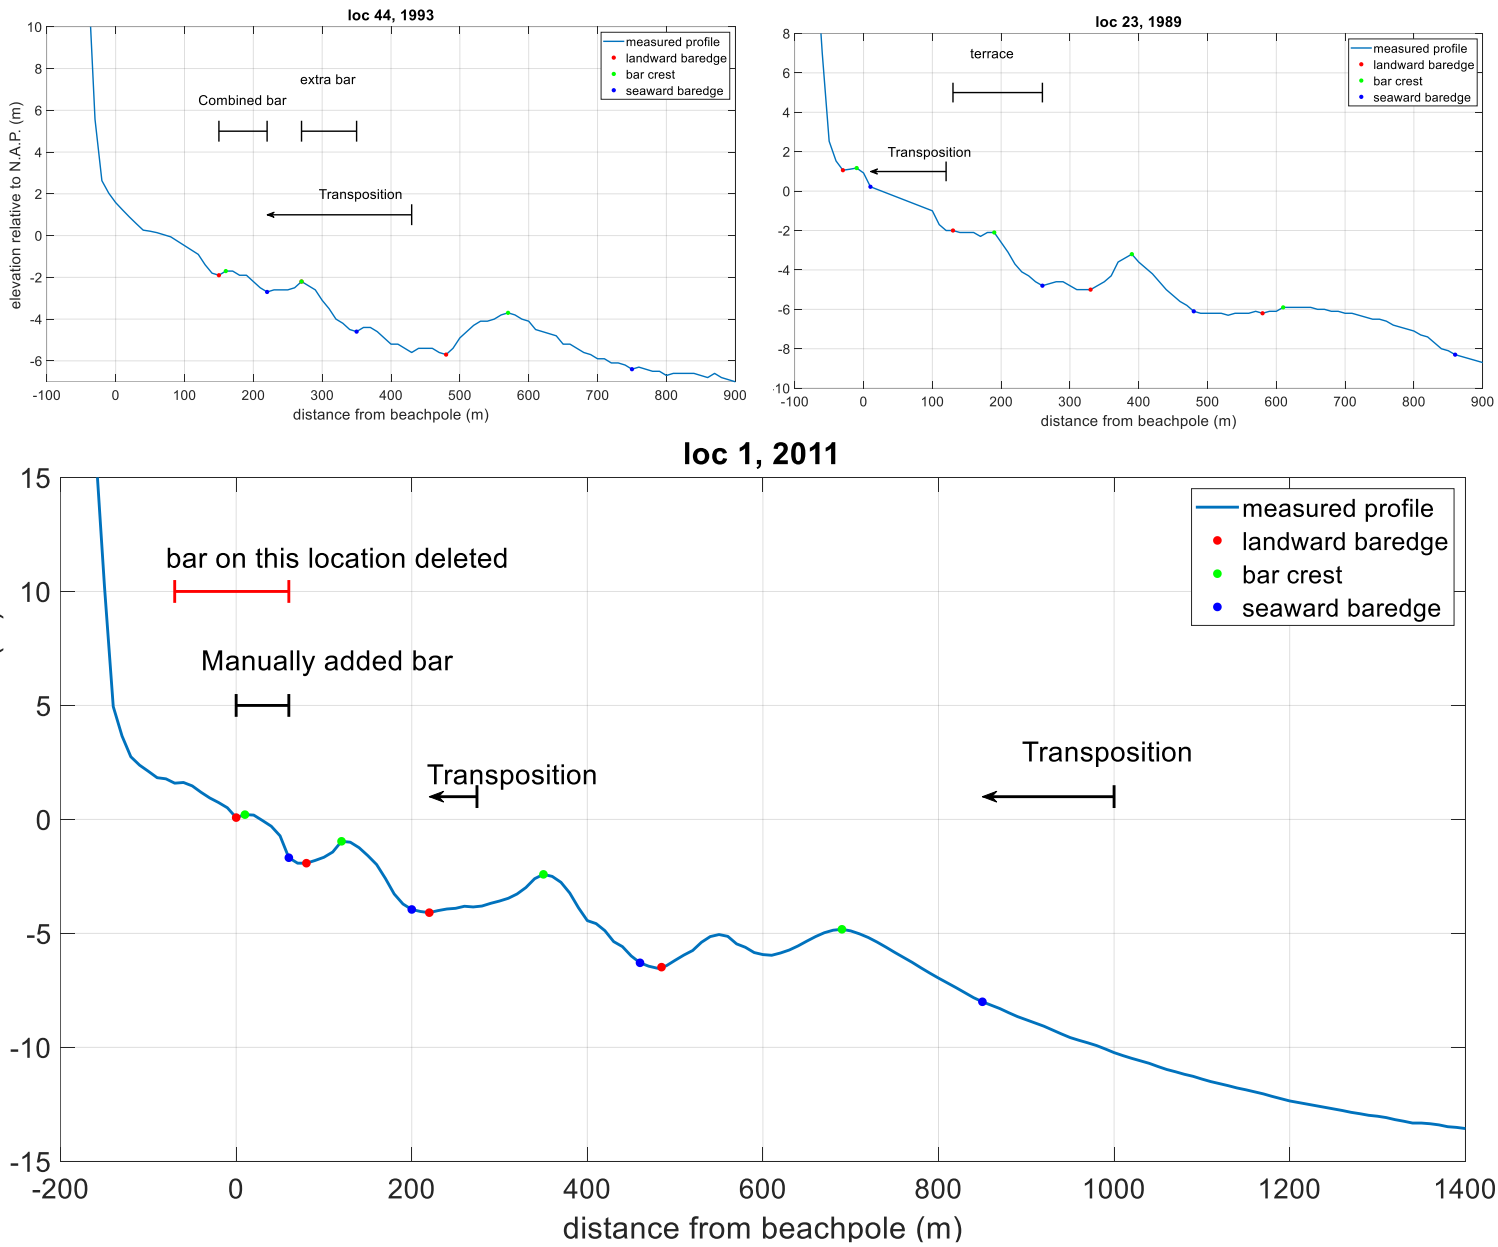 loc 44, 1993
10
8
6
4
2
0
-2
-4
-6
-100
0
100
200
300
400
500
600
700
800
900
elevation relative to N.A.P. (m)
distance from beachpole (m)
measured profile
landward baredge
bar crest
seaward baredge
extra bar
Combined bar
Transposition
loc 23, 1989
8
6
4
2
0
-2
-4
-6
-8
-10
-100
0
100
200
300
400
500
600
700
800
900
distance from beachpole (m)
measured profile
landward baredge
bar crest
seaward baredge
terrace
Transposition
loc 1, 2011
15
10
5
0
-5
-10
-15
-200
0
200
400
600
800
1000
1200
1400
distance from beachpole (m)
measured profile
landward baredge
bar crest
seaward baredge
bar on this location deleted
Manually added bar
Transposition
Transposition